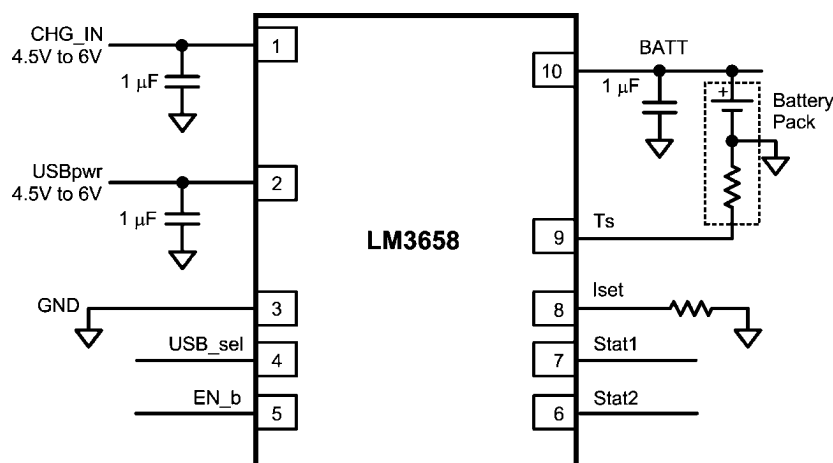 CHG_IN
4.5V to 6V
1 µF
1
USBpwr
4.5V to 6V
1 µF
2
GND
3
USB_sel
4
EN_b
5
LM3658
BATT
10
1 µF
+
Battery
Pack
Ts
9
Iset
8
Stat1
7
Stat2
6